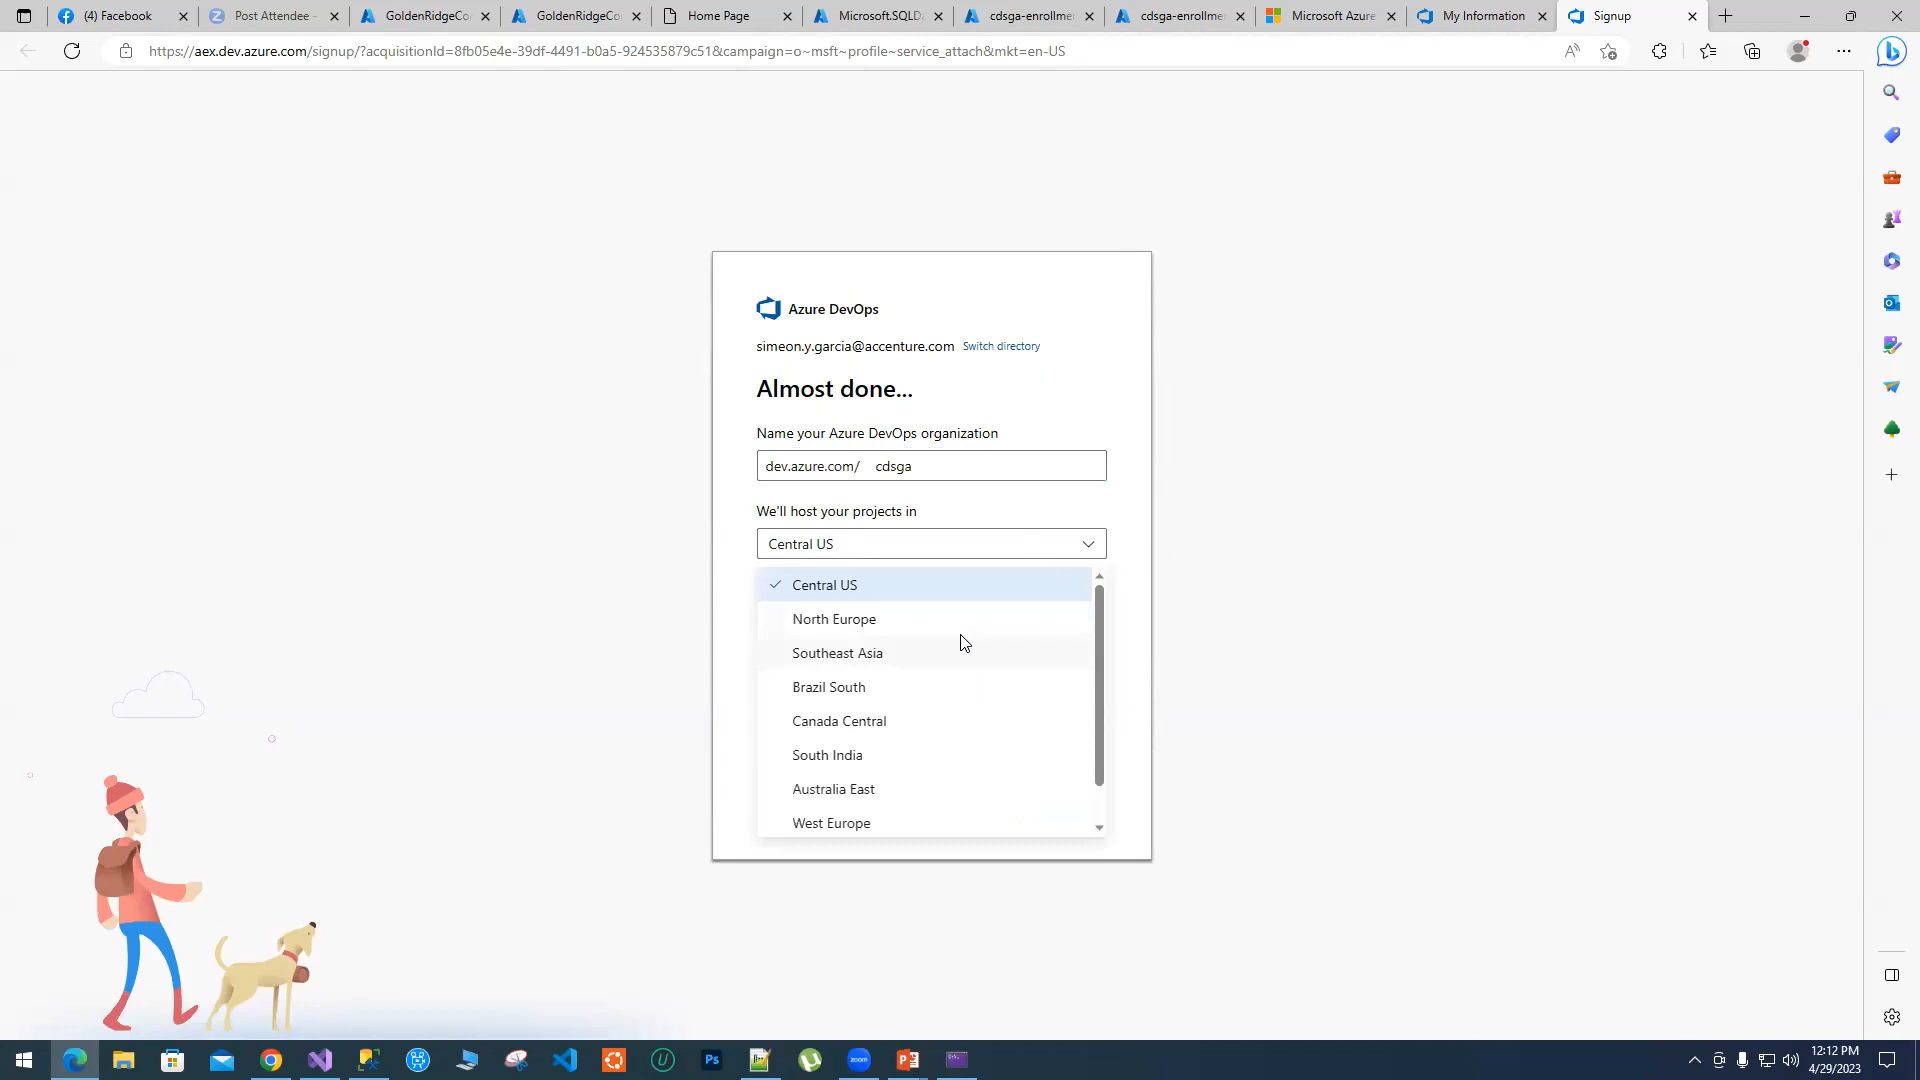 (4) Facebook
Post Attendee -
GoldenRidgeCo
GoldenRidgeCo
Home Page
Microsoft.SQLD
cdsga-enrollme
cdsga-enrollme
Microsoft Azure
My Information
Signup
https://aex.dev.azure.com/signup/?acquisitionId=8fb05e4e-39df-4491-b0a5-924535879c51&campaign=o~msft~profile~service_attach&mkt=en-US
Azure DevOps
simeon.y.garcia@accenture.com Switch directory
Almost done...
Name your Azure DevOps organization
dev.azure.com/ cdsga
We'll host your projects in
Central US
Central US
North Europe
Southeast Asia
Brazil South
Canada Central
South India
Australia East
West Europe
Ps
zoom
12:12 PM
4/29/2023